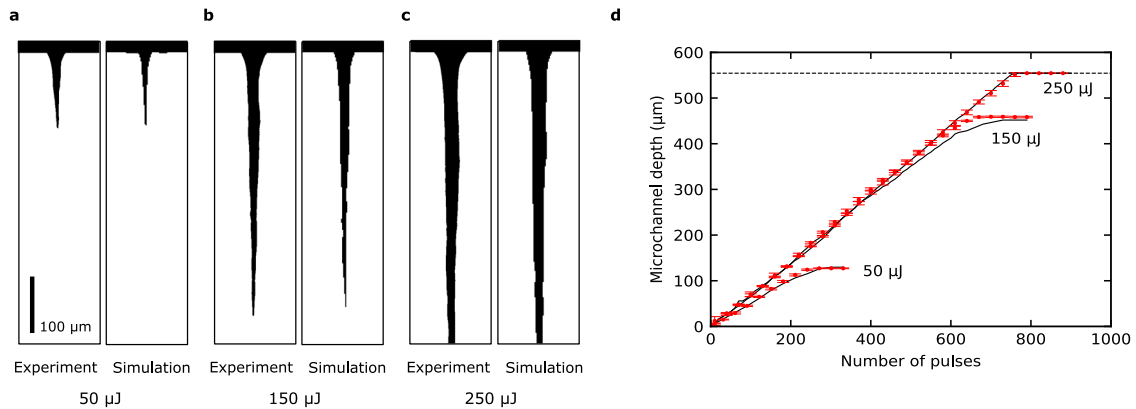 a
b
c
d
100 µm
Experiment Simulation
50 µJ
Experiment Simulation
150 µJ
Experiment Simulation
250 µJ
Microchannel depth (µm)
600
500
400
300
200
100
0
250 µJ
150 µJ
50 µJ
0 200 400 600 800 1000
Number of pulses